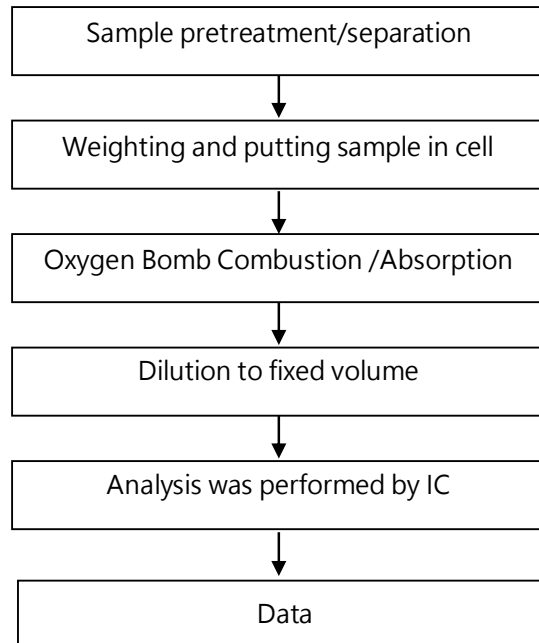 Sample pretreatment/separation
Weighting and putting sample in cell
Oxygen Bomb Combustion /Absorption
Dilution to fixed volume
Analysis was performed by IC
Data